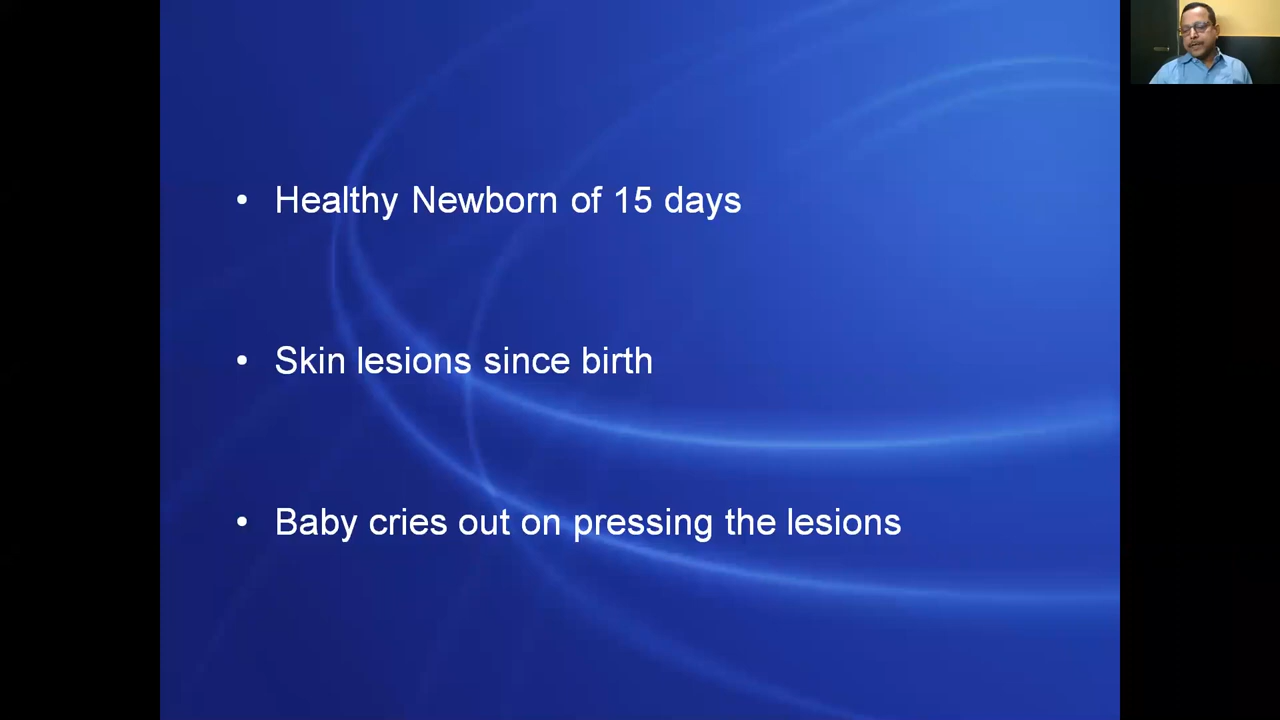 • Healthy Newborn of 15 days
• Skin lesions since birth
• Baby cries out on pressing the lesions